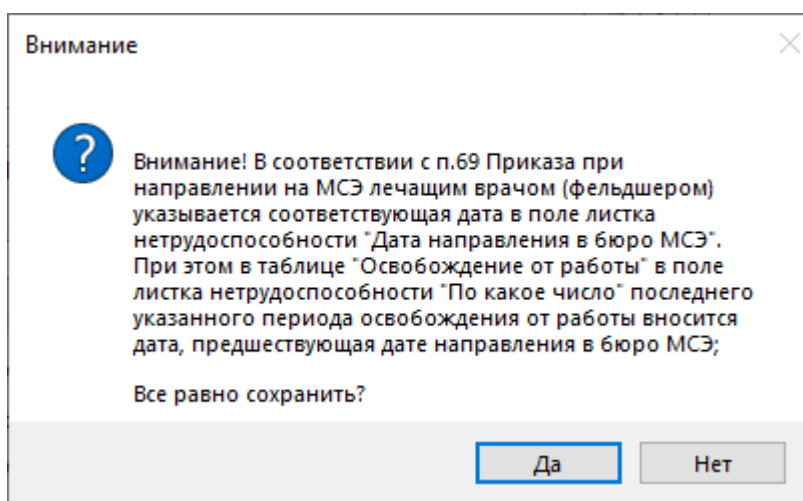 Внимание
Внимание! В соответствии с п.69 Приказа при
направлении на МСЭ лечащим врачом (фельдшером)
указывается соответствующая дата в поле листка
нетрудоспособности "Дата направления в бюро МСЭ".
При этом в таблице "Освобождение от работы" в поле
листка нетрудоспособности "По какое число" последнего
указанного периода освобождения от работы вносится
дата, предшествующая дате направления в бюро МСЭ;
Все равно сохранить?
Да Нет